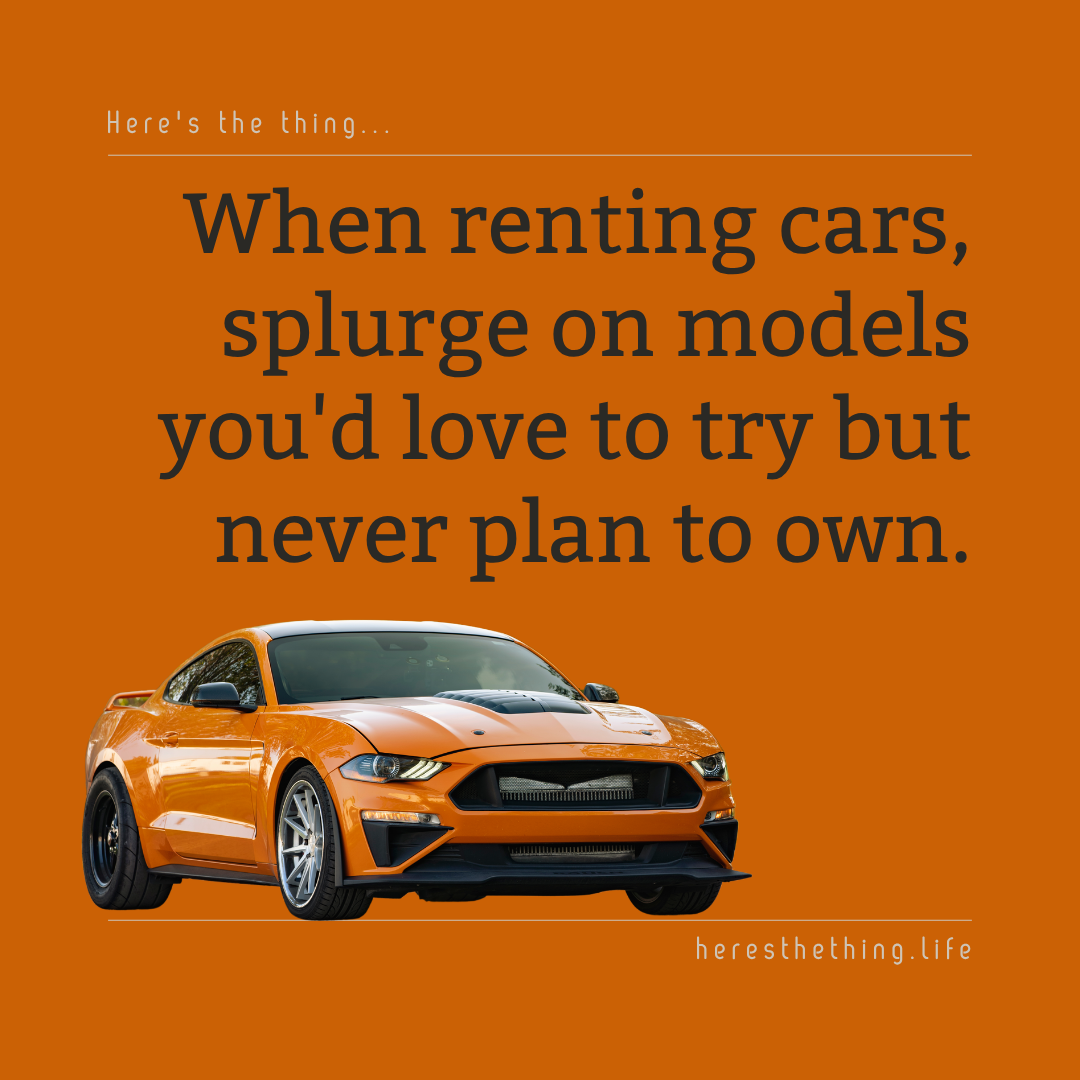 Here's the thing...
When renting cars,
splurge on models
you'd love to try but
never plan to own.
heresthething.life